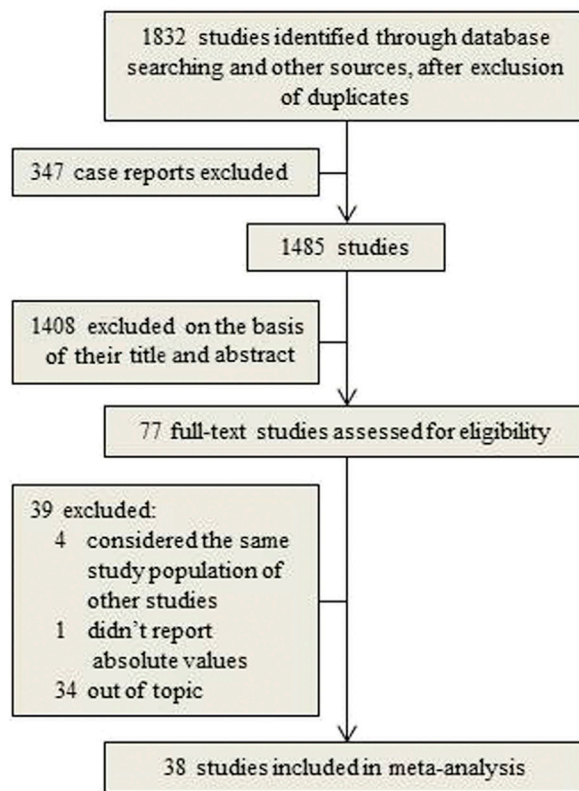 1832 studies identified through database
searching and other sources, after exclusion
of duplicates
347 case reports excluded
1485 studies
1408 excluded on the basis
of their title and abstract
77 full-text studies assessed for eligibility
39 excluded:
4 considered the same
study population of
other studies
1 didn't report
absolute values
34 out of topic
38 studies included in meta-analysis